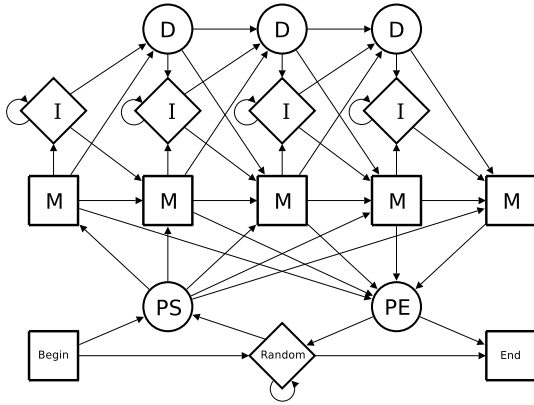 D D D
I I I I
M M M M M
PS PE
Begin Random End